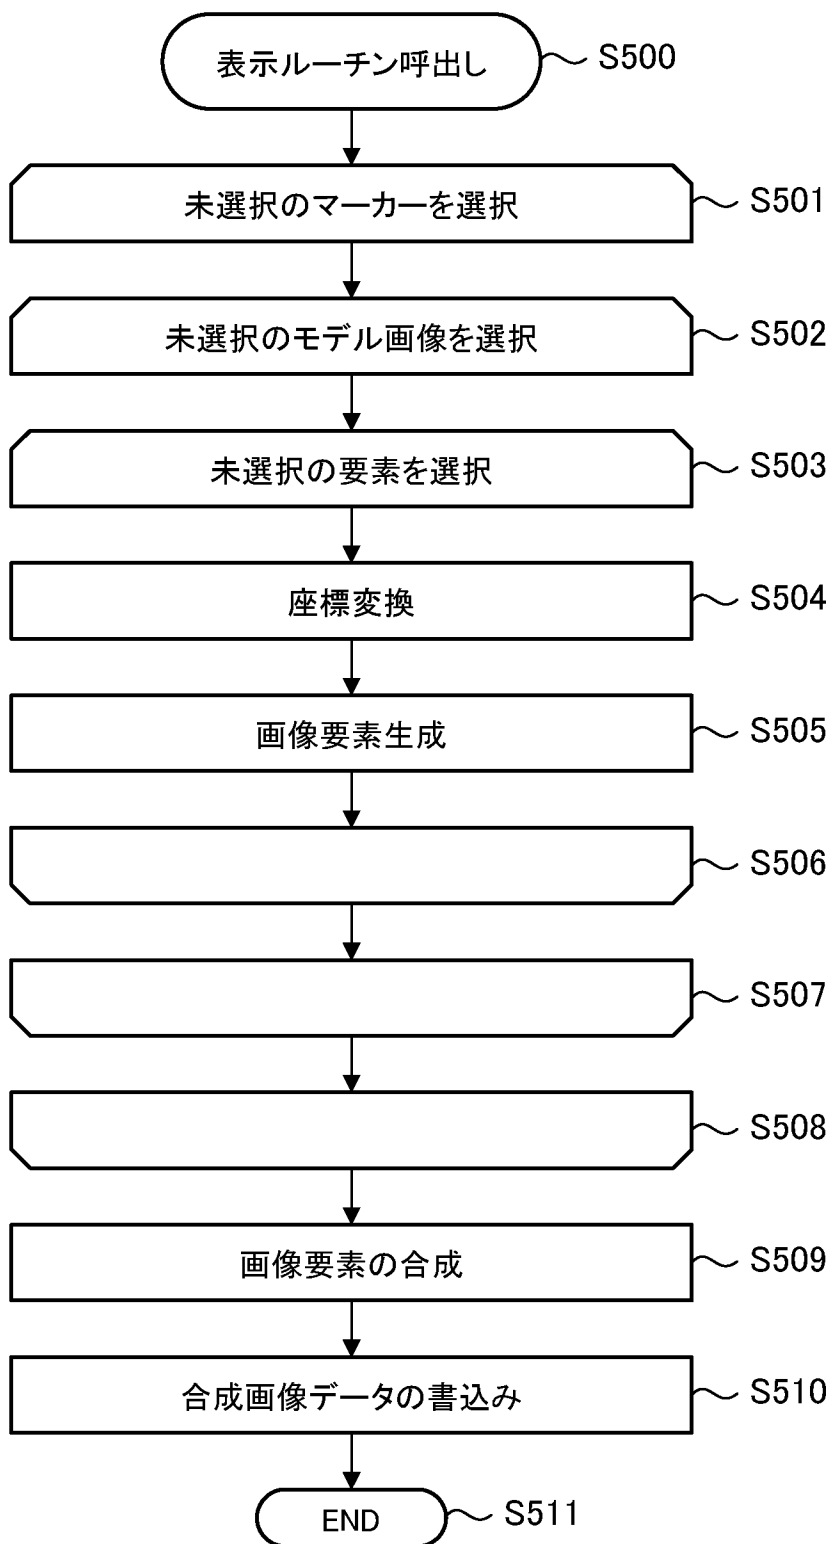 表示ルーチン呼出し
S500
未選択のマーカーを選択
S501
未選択のモデル画像を選択
S502
未選択の要素を選択
S503
座標変換
S504
画像要素生成
S505
S506
S507
S508
画像要素の合成
S509
合成画像データの書込み
S510
END
S511